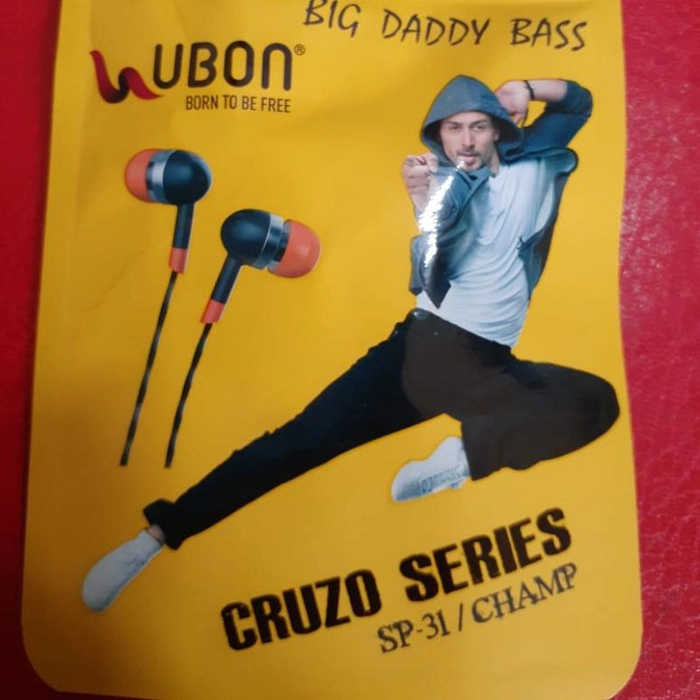 BIG DADDY BASS
UBON®
BORN TO BE FREE
CRUZO SERIES
SP-31 / CHAMP